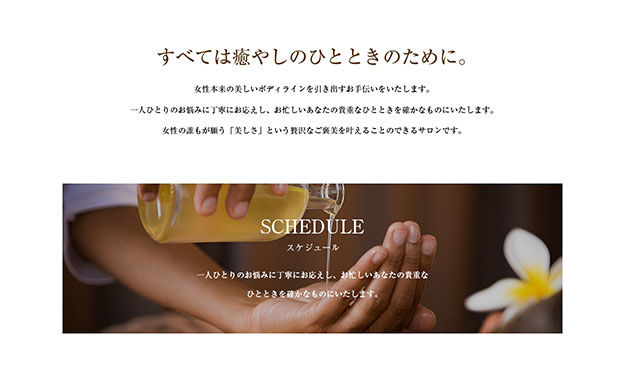 すべては癒やしのひとときのために。
女性本来の美しいボディラインを引き出すお手伝いをいたします。
一人ひとりのお悩みに丁寧にお応えし、お忙しいあなたの貴重なひとときを確かなものにいたします。
女性の誰もが願う「美しさ」という贅沢なご褒美を叶えることのできるサロンです。
SCHEDULE
スケジュール
一人ひとりのお悩みに丁寧にお応えし、お忙しいあなたの貴重な
ひとときを確かなものにいたします。